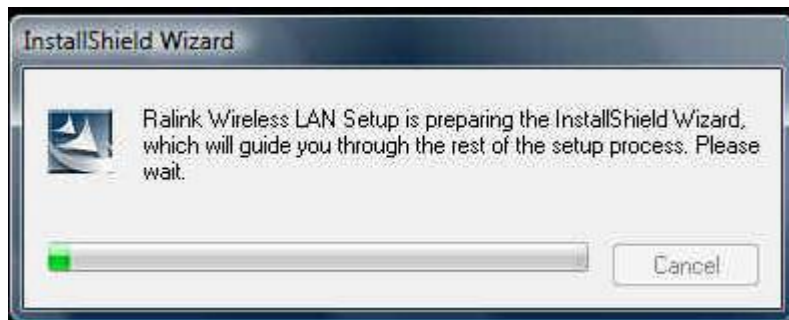 InstallShield Wizard
Ralink Wireless LAN Setup is preparing the InstallShield Wizard,
which will guide you through the rest of the setup process. Please
wait.
Cancel